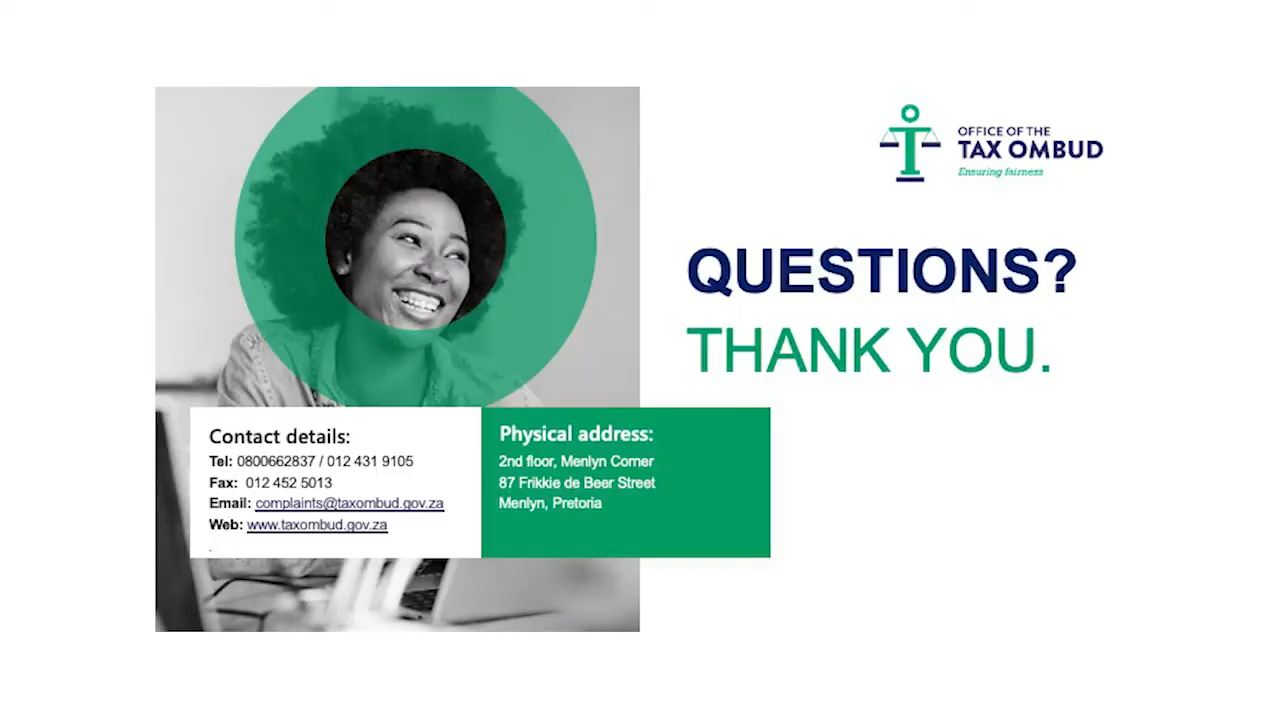 OFFICE OF THE
TAX OMBUD
Ensuring fairness
QUESTIONS?
THANK YOU.
Contact details:
Tel: 0800662837 / 012 431 9105
Fax:  012 452 5013
Email: complaints@taxombud.gov.za
Web: www.taxombud.gov.za
.
Physical address:
2nd floor, Menlyn Corner
87 Frikkie de Beer Street
Menlyn, Pretoria